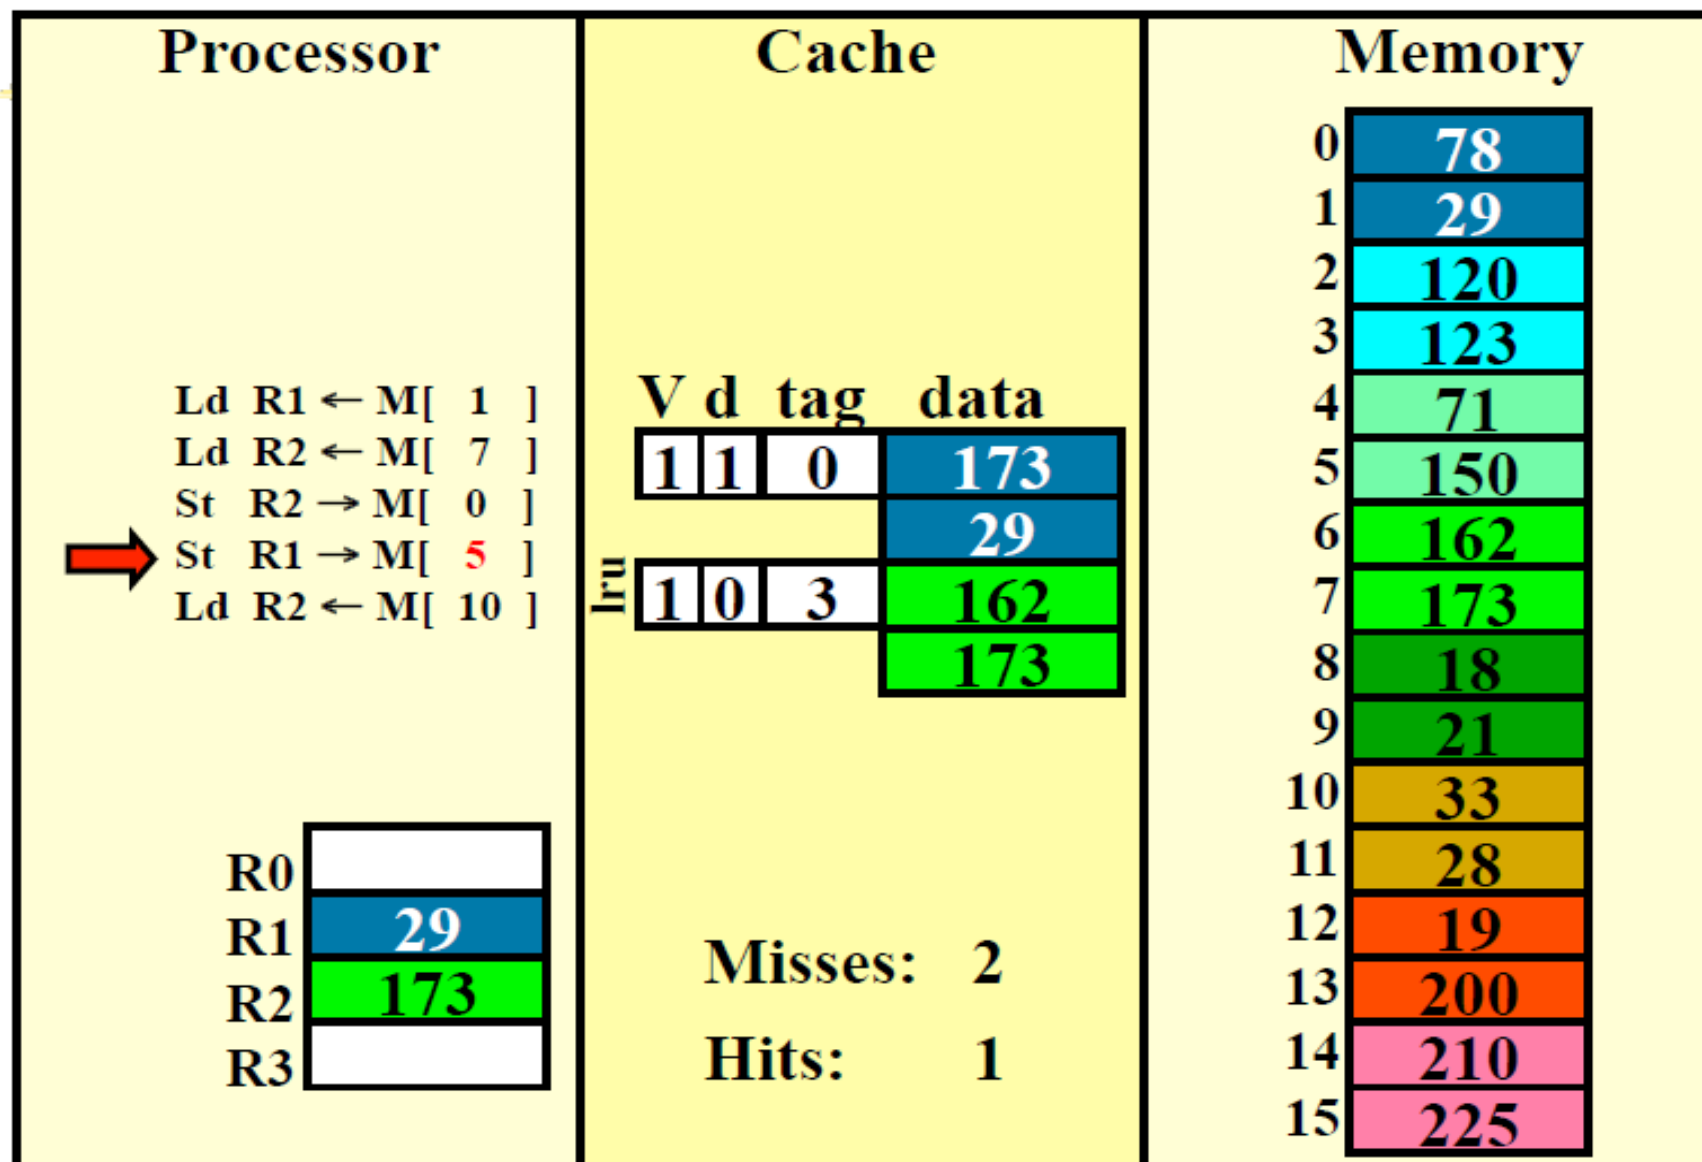 Processor
Ld R1 ← M[ 1 ]
Ld R2 ← M[ 7 ]
St R2 → M[ 0 ]
St R1 → M[ 5 ]
Ld R2 ← M[ 10 ]
R0
R1 29
R2 173
R3
Cache
V d tag data
1 1 0 173
29
lru 1 0 3 162
173
Misses: 2
Hits: 1
Memory
0 78
1 29
2 120
3 123
4 71
5 150
6 162
7 173
8 18
9 21
10 33
11 28
12 19
13 200
14 210
15 225